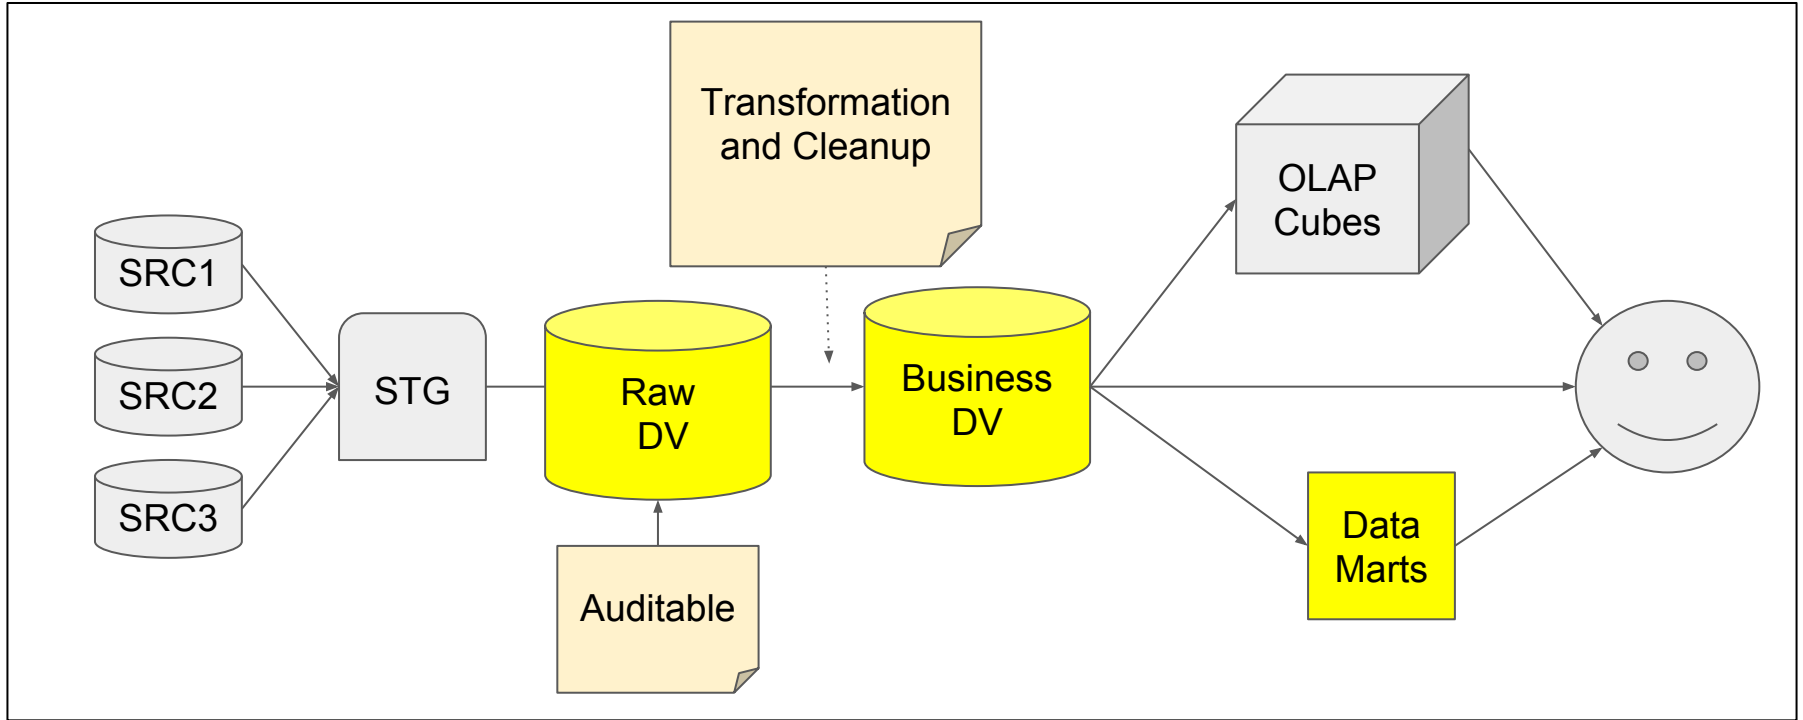 Transformation
and Cleanup
OLAP
Cubes
SRC1
SRC2
SRC3
STG
Raw
DV
Business
DV
Data
Marts
Auditable